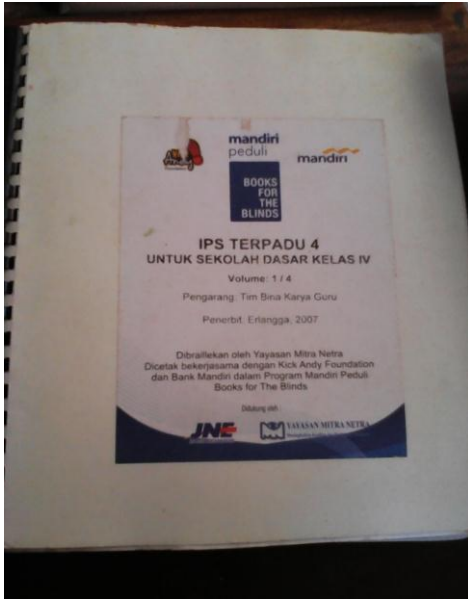 mandiri
peduli
mandiri
BOOKS
FOR
THE
BLINDS
IPS TERPADU 4
UNTUK SEKOLAH DASAR KELAS IV
Volume: 1 / 4
Pengarang: Tim Bina Karya Guru
Penerbit: Erlangga, 2007
Dibraillekan oleh Yayasan Mitra Netra
Dicetak bekerjasama dengan Kick Andy Foundation
dan Bank Mandiri dalam Program Mandiri Peduli
Books for The Blinds
Didukung oleh
JNE
YAYASAN MITRA NETRA